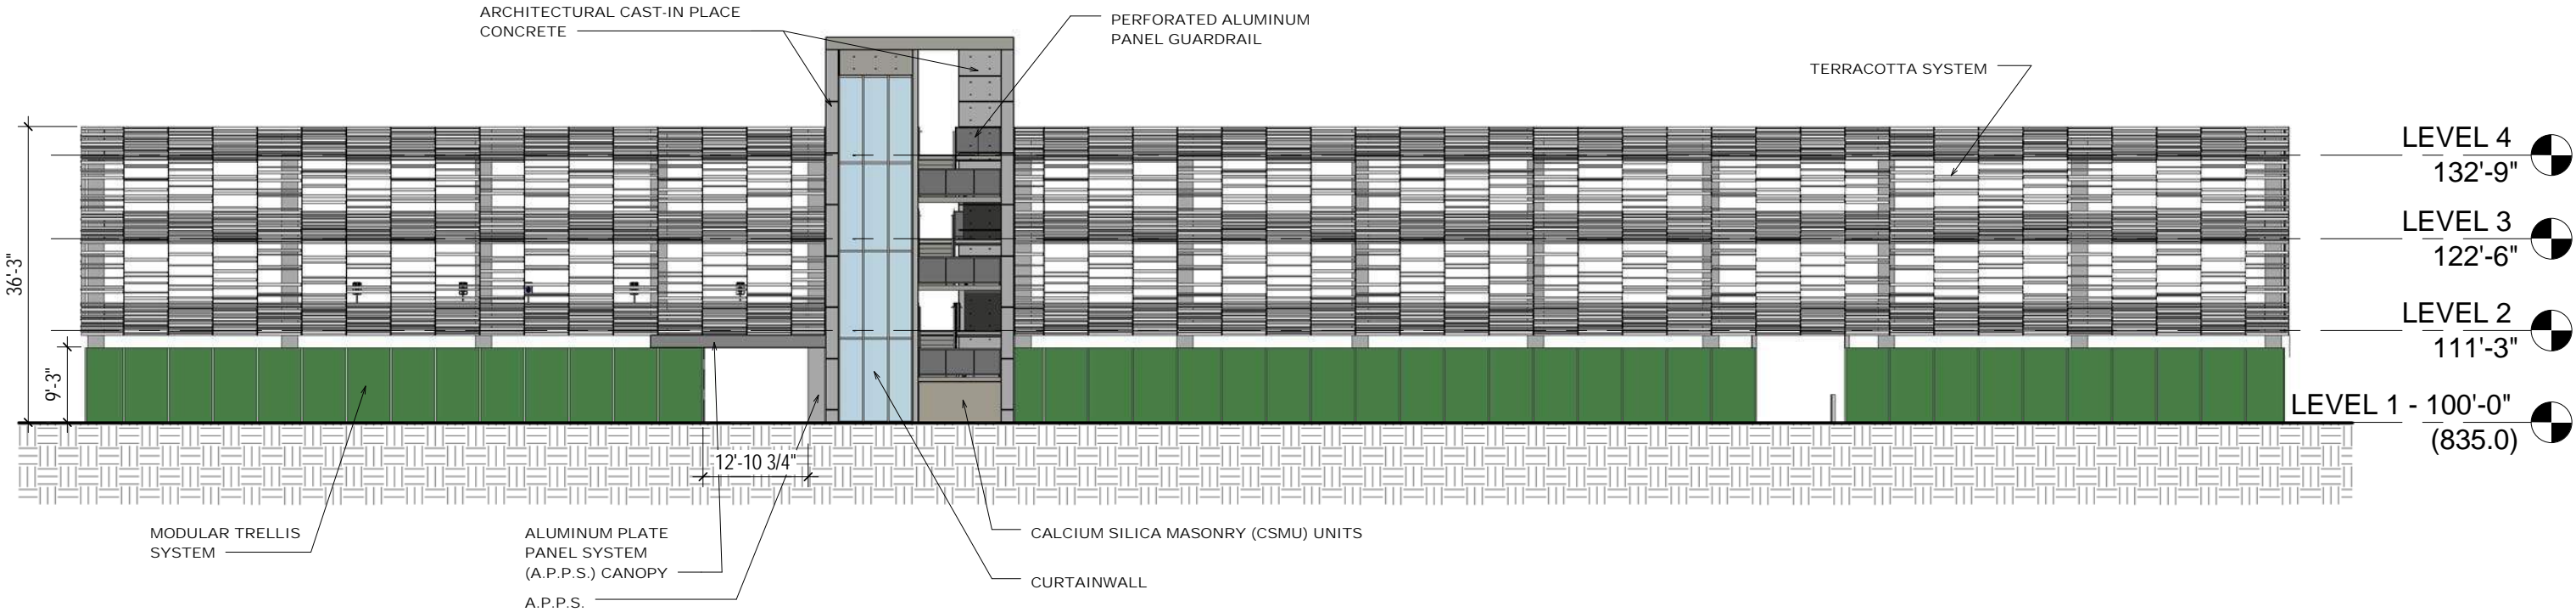 ARCHITECTURAL CAST-IN PLACE
CONCRETE
PERFORATED ALUMINUM
PANEL GUARDRAIL
TERRACOTTA SYSTEM
LEVEL 4
132'-9"
LEVEL 3
122'-6"
LEVEL 2
111'-3"
LEVEL 1 - 100'-0"
(835.0)
36'-3"
9'-3"
12'-10 3/4"
MODULAR TRELLIS
SYSTEM
ALUMINUM PLATE
PANEL SYSTEM
(A.P.P.S.) CANOPY
A.P.P.S.
CALCIUM SILICA MASONRY (CSMU) UNITS
CURTAINWALL